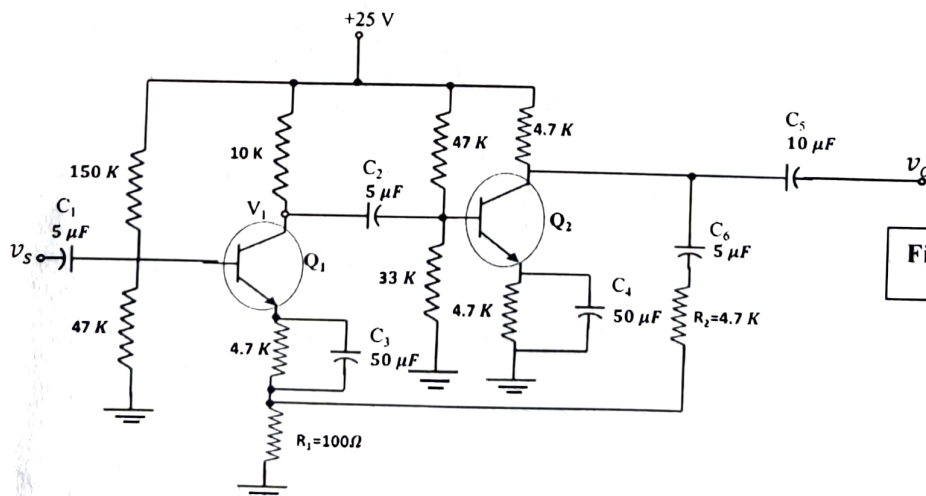 +25 V
150 K
10 K
47 K
4.7 K
C5
10 µF
C1
5 µF
C2
5 µF
V1
vS
Q1
Q2
C6
5 µF
33 K
47 K
4.7 K
C3
50 µF
4.7 K
C4
50 µF
R2=4.7 K
R1=100Ω